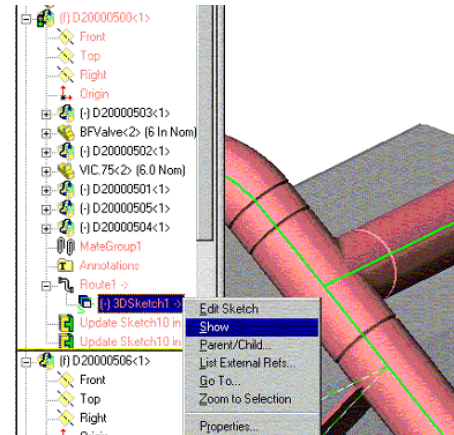 (f) D20000500<1>
Front
Top
Right
Origin
(-) D20000503<1>
BFValve<2> (6 In Nom)
(-) D20000502<1>
VIC.75<2> (6.0 Nom)
(-) D20000501<1>
(-) D20000505<1>
(-) D20000504<1>
MateGroup1
Annotations
Route1 ->
(-) 3DSketch1 ->
Update Sketch10 in
Update Sketch10 in
(f) D20000506<1>
Front
Top
Right
Edit Sketch
Show
Parent/Child...
List External Refs...
Go To...
Zoom to Selection
Properties...